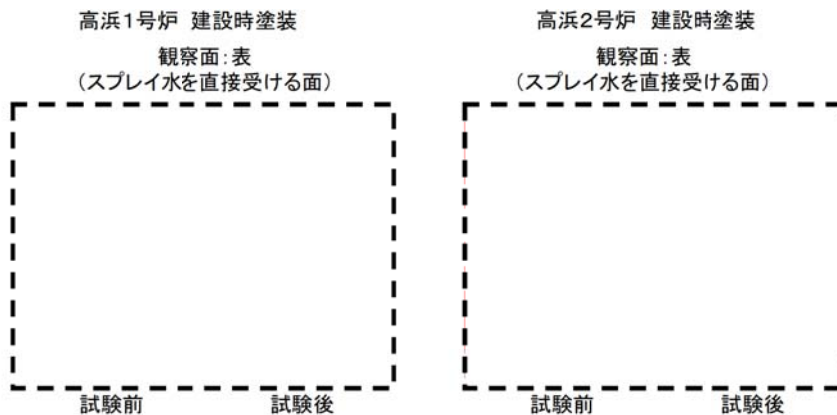 高浜1号炉 建設時塗装
観察面:表
(スプレイ水を直接受ける面)
試験前 試験後
高浜2号炉 建設時塗装
観察面:表
(スプレイ水を直接受ける面)
試験前 試験後